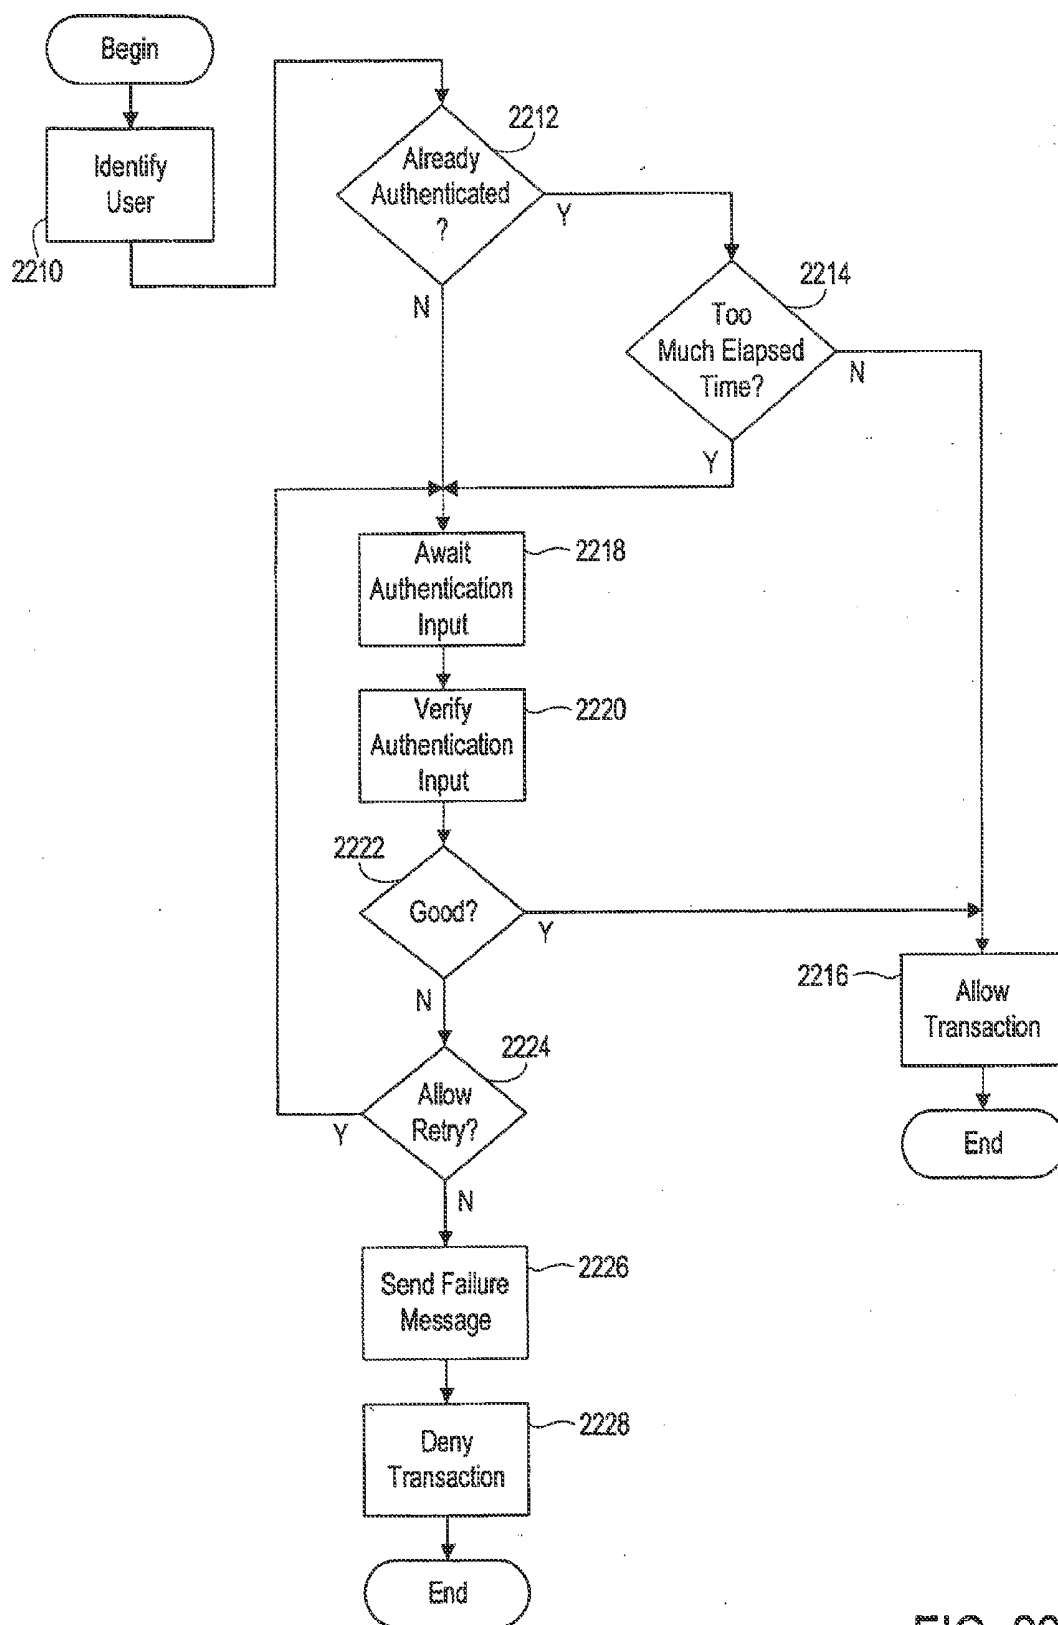 Begin
Identify
User
2210
2212
Already
Authenticated
?
Y
N
2214
Too
Much Elapsed
Time?
N
Y
Await
Authentication
Input
2218
Verify
Authentication
Input
2220
2222
Good?
Y
N
2216
Allow
Transaction
End
2224
Allow
Retry?
Y
N
Send Failure
Message
2226
Deny
Transaction
2228
End